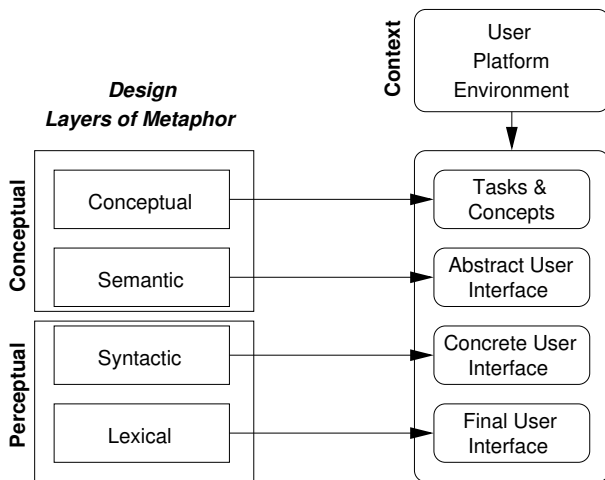 User
Platform
Environment
Context
Design
Layers of Metaphor
Conceptual
Conceptual
Tasks &
Concepts
Semantic
Abstract User
Interface
Perceptual
Syntactic
Concrete User
Interface
Lexical
Final User
Interface